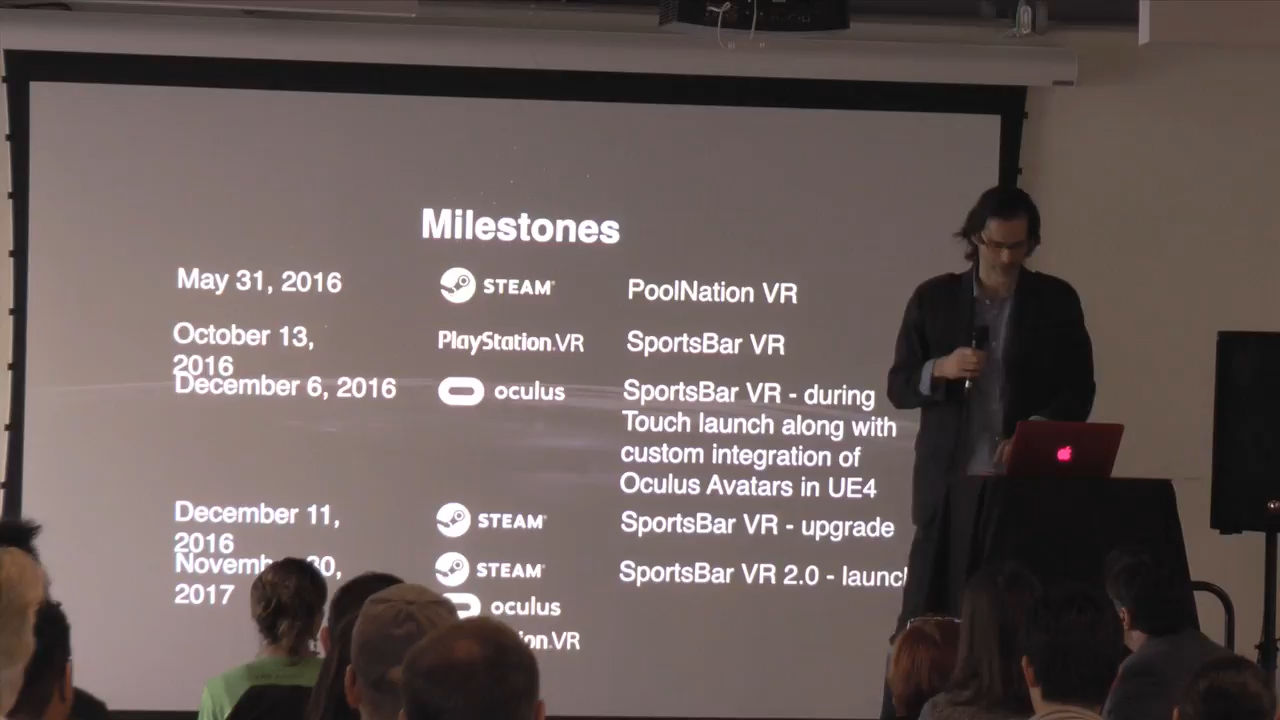 Milestones
May 31, 2016 STEAM PoolNation VR
October 13, PlayStation.VR SportsBar VR
2016
December 6, 2016 oculus SportsBar VR - during
Touch launch along with
custom integration of
Oculus Avatars in UE4
December 11, STEAM SportsBar VR - upgrade
2016
30, STEAM SportsBar VR 2.0 -
2017
oculus